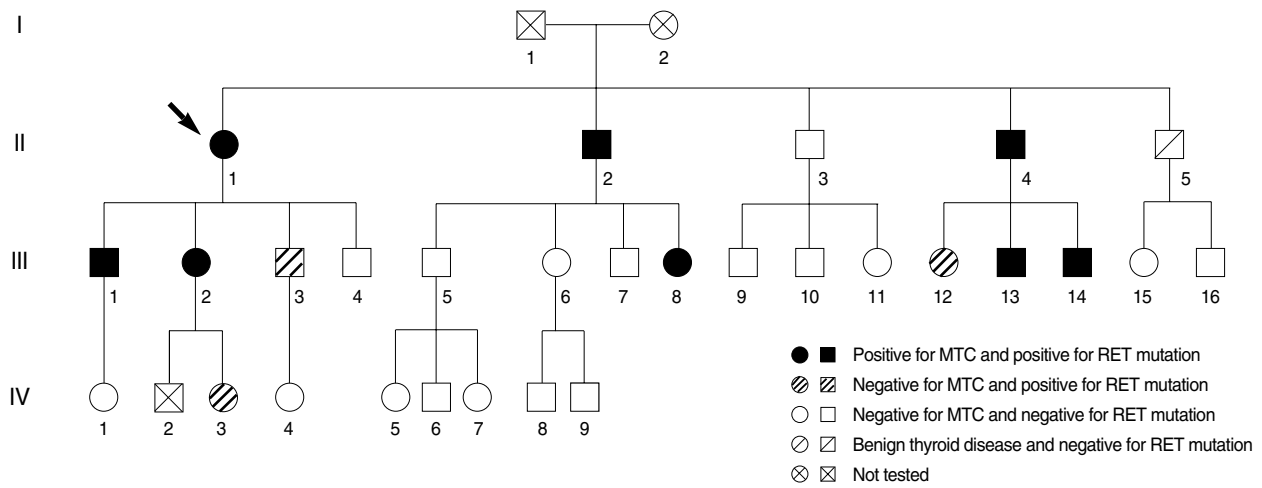 I
1 2
II
1 2 3 4 5
III
1 2 3 4 5 6 7 8 9 10 11 12 13 14 15 16
IV
1 2 3 4 5 6 7 8 9
Positive for MTC and positive for RET mutation
Negative for MTC and positive for RET mutation
Negative for MTC and negative for RET mutation
Benign thyroid disease and negative for RET mutation
Not tested